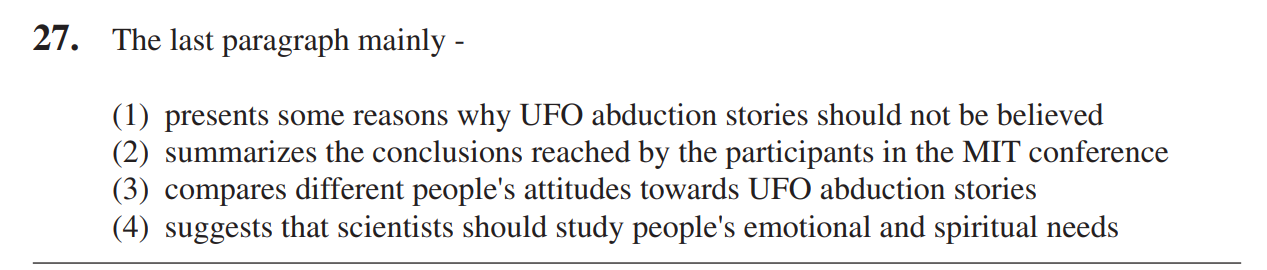 27. The last paragraph mainly -
(1) presents some reasons why UFO abduction stories should not be believed
(2) summarizes the conclusions reached by the participants in the MIT conference
(3) compares different people's attitudes towards UFO abduction stories
(4) suggests that scientists should study people's emotional and spiritual needs